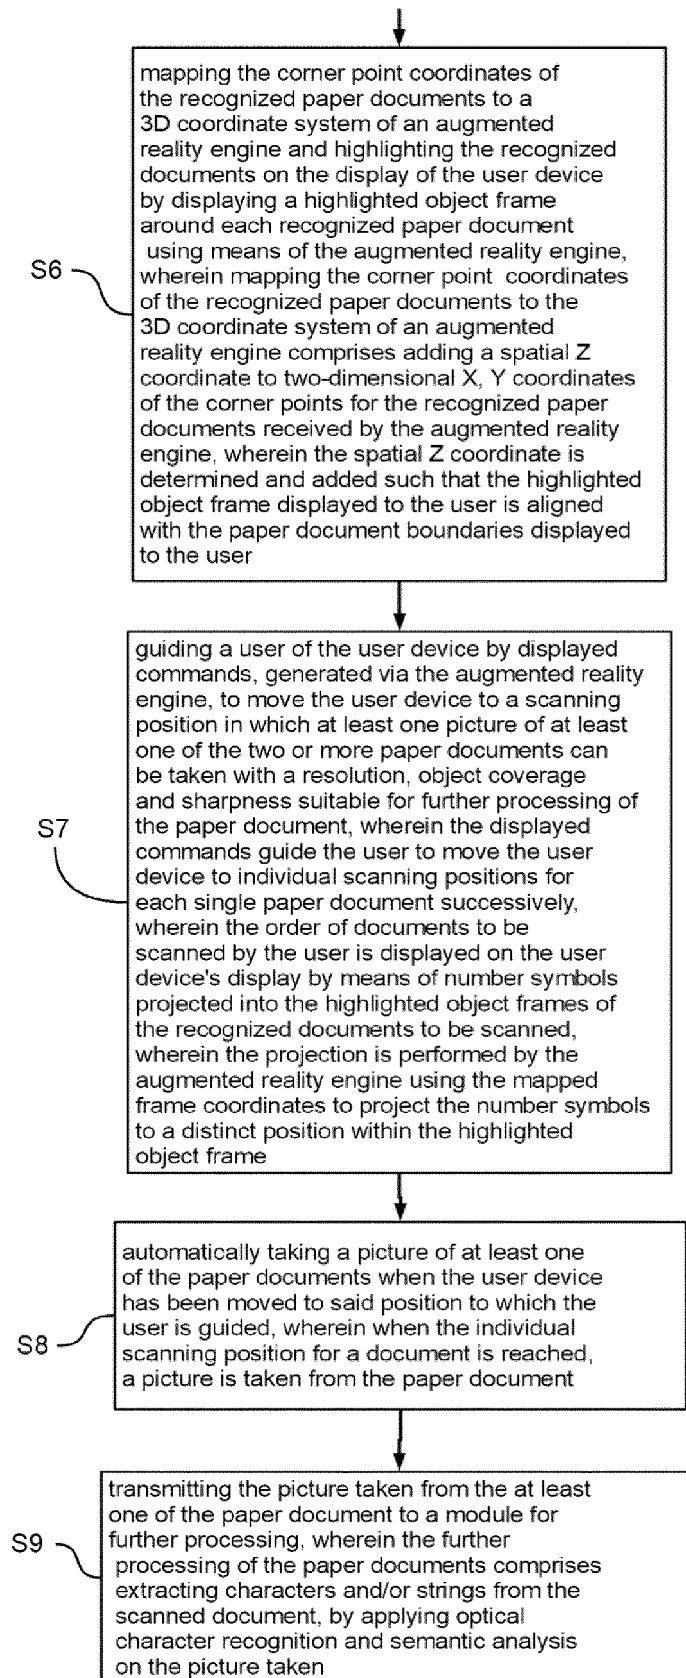 mapping the corner point coordinates of
the recognized paper documents to a
3D coordinate system of an augmented
reality engine and highlighting the recognized
documents on the display of the user device
by displaying a highlighted object frame
around each recognized paper document
using means of the augmented reality engine,
wherein mapping the corner point coordinates
of the recognized paper documents to the
3D coordinate system of an augmented
reality engine comprises adding a spatial Z
coordinate to two-dimensional X, Y coordinates
of the corner points for the recognized paper
documents received by the augmented reality
engine, wherein the spatial Z coordinate is
determined and added such that the highlighted
object frame displayed to the user is aligned
with the paper document boundaries displayed
to the user
S6
guiding a user of the user device by displayed
commands, generated via the augmented reality
engine, to move the user device to a scanning
position in which at least one picture of at least
one of the two or more paper documents can
be taken with a resolution, object coverage
and sharpness suitable for further processing of
the paper document, wherein the displayed
commands guide the user to move the user
device to individual scanning positions for
each single paper document successively,
wherein the order of documents to be
scanned by the user is displayed on the user
device's display by means of number symbols
projected into the highlighted object frames of
the recognized documents to be scanned,
wherein the projection is performed by the
augmented reality engine using the mapped
frame coordinates to project the number symbols
to a distinct position within the highlighted
object frame
S7
automatically taking a picture of at least one
of the paper documents when the user device
has been moved to said position to which the
user is guided, wherein when the individual
scanning position for a document is reached,
a picture is taken from the paper document
S8
transmitting the picture taken from the at least
one of the paper document to a module for
further processing, wherein the further
processing of the paper documents comprises
extracting characters and/or strings from the
scanned document, by applying optical
character recognition and semantic analysis
on the picture taken
S9